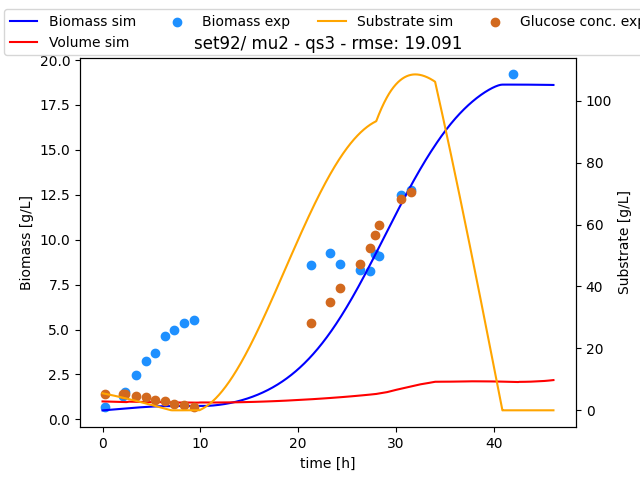 Biomass sim
Biomass exp
Substrate sim
Glucose conc. exp
Volume sim
set92/ mu2 - qs3 - rmse: 19.091
20.0
17.5
15.0
12.5
10.0
7.5
5.0
2.5
0.0
Biomass [g/L]
100
80
60
40
20
0
Substrate [g/L]
0
10
20
30
40
time [h]